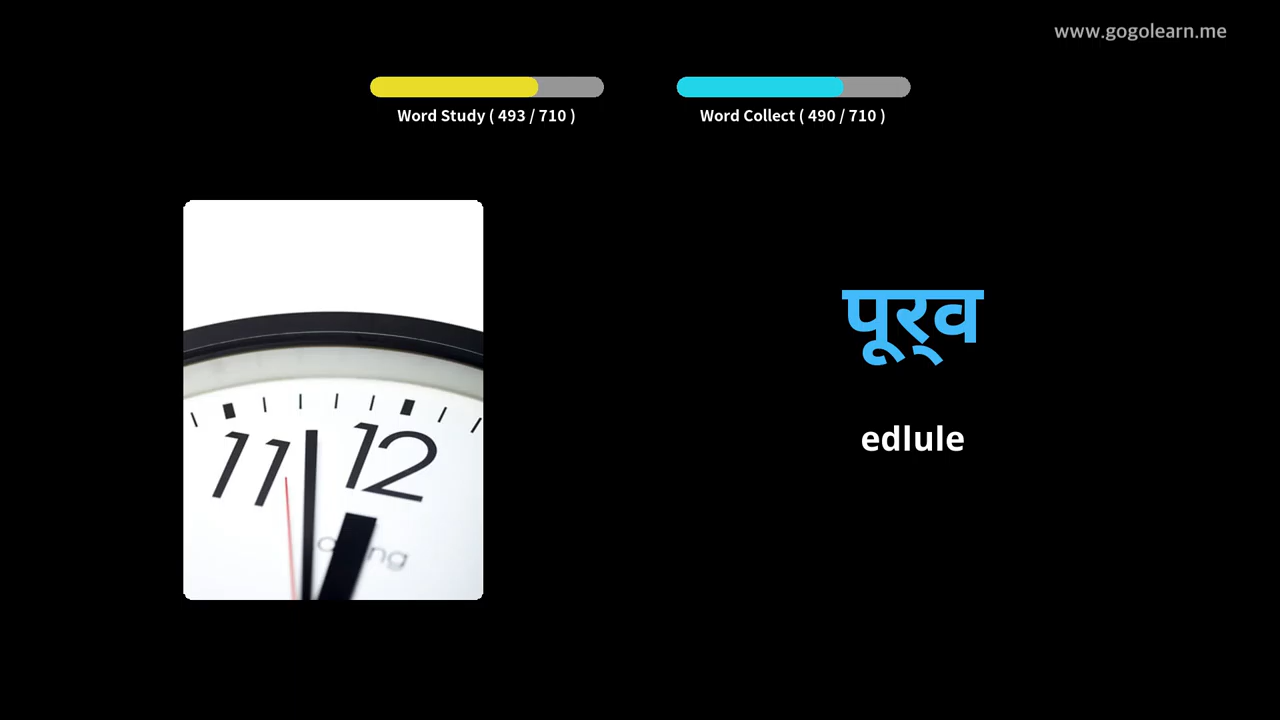 www.gogolearn.me
Word Study ( 493 / 710 )
Word Collect ( 490 / 710 )
पूर्‍व
edlule
11 12